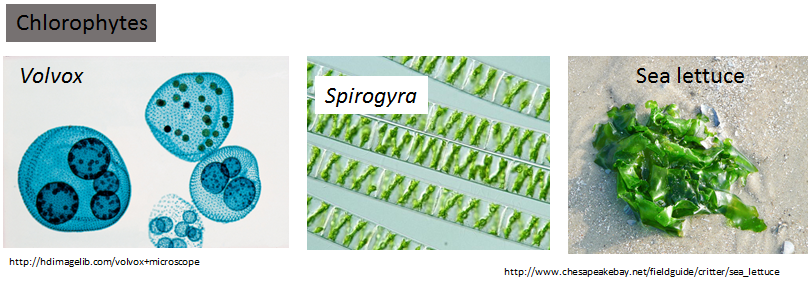 Chlorophytes
Volvox
Spirogyra
Sea lettuce
http://hdimagelib.com/volvox+microscope
http://www.chesapeakebay.net/fieldguide/critter/sea_lettuce